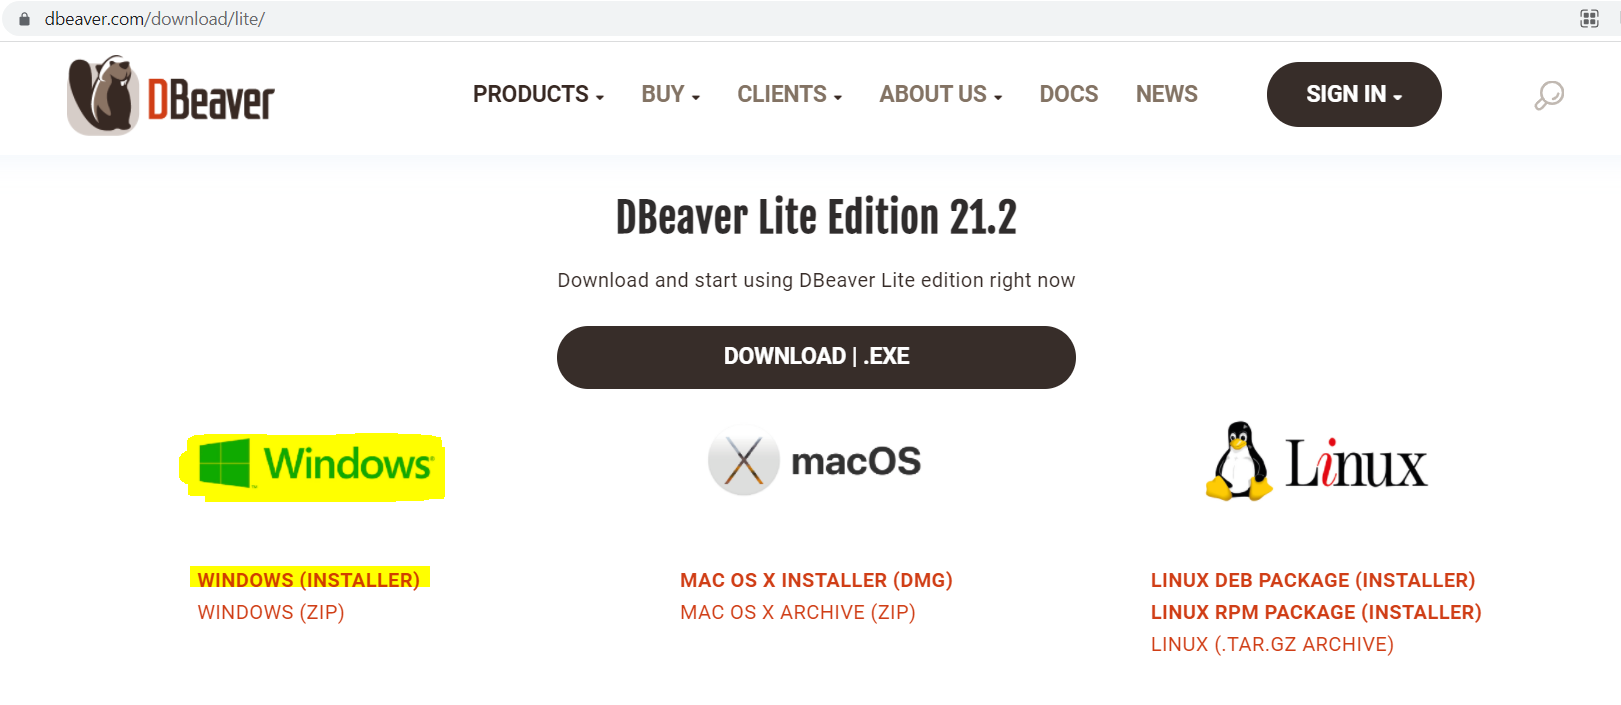 dbeaver.com/download/lite/
DBeaver
PRODUCTS BUY CLIENTS ABOUT US DOCS NEWS SIGN IN
DBeaver Lite Edition 21.2
Download and start using DBeaver Lite edition right now
DOWNLOAD | .EXE
Windows macOS Linux
WINDOWS (INSTALLER) MAC OS X INSTALLER (DMG) LINUX DEB PACKAGE (INSTALLER)
WINDOWS (ZIP) MAC OS X ARCHIVE (ZIP) LINUX RPM PACKAGE (INSTALLER)
LINUX (.TAR.GZ ARCHIVE)